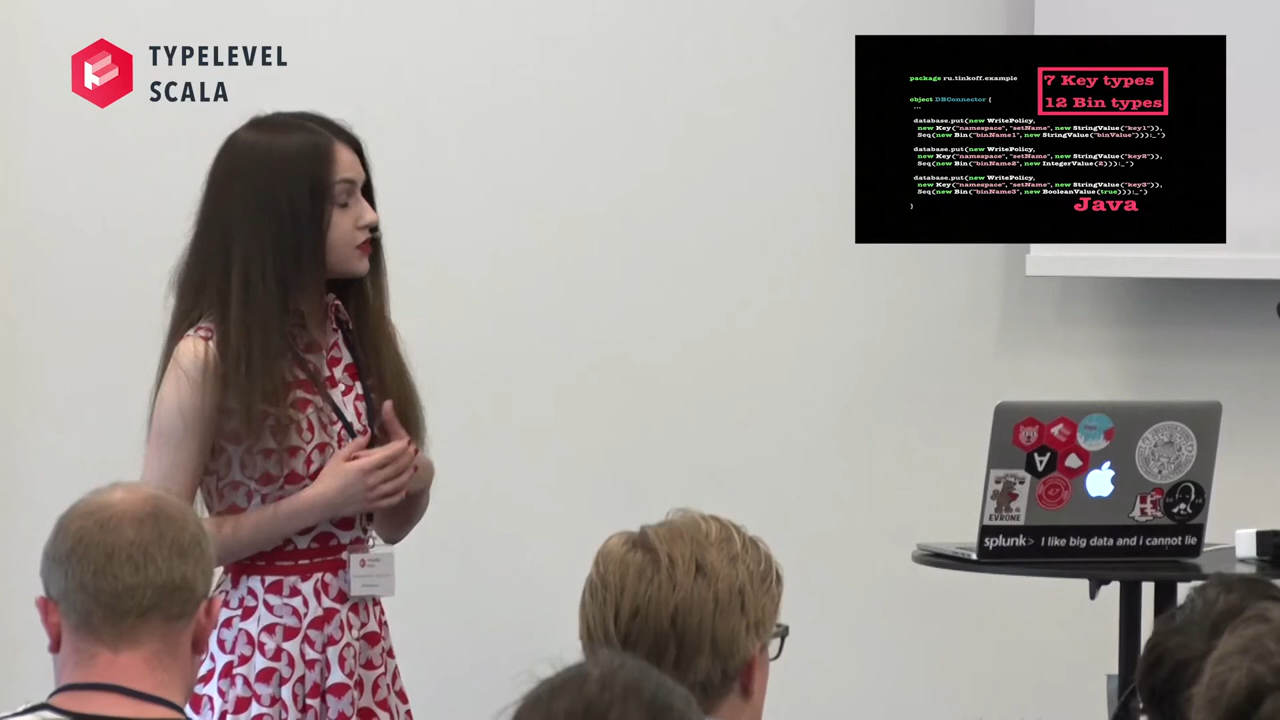 TYPELEVEL
SCALA
package ru.tinkoff.example
7 Key types
12 Bin types
object DBConnector {
...
database.put(new WritePolicy,
new Key("namespace", "setName", new StringValue("key1")),
Seq(new Bin("binName1", new StringValue("binValue"))):_*)
database.put(new WritePolicy,
new Key("namespace", "setName", new StringValue("key2")),
Seq(new Bin("binName2", new IntegerValue(2))):_*)
database.put(new WritePolicy,
new Key("namespace", "setName", new StringValue("key3")),
Seq(new Bin("binName3", new BooleanValue(true))):_*)
Java
}
EVRONE
47
splunk> I like big data and i cannot lie